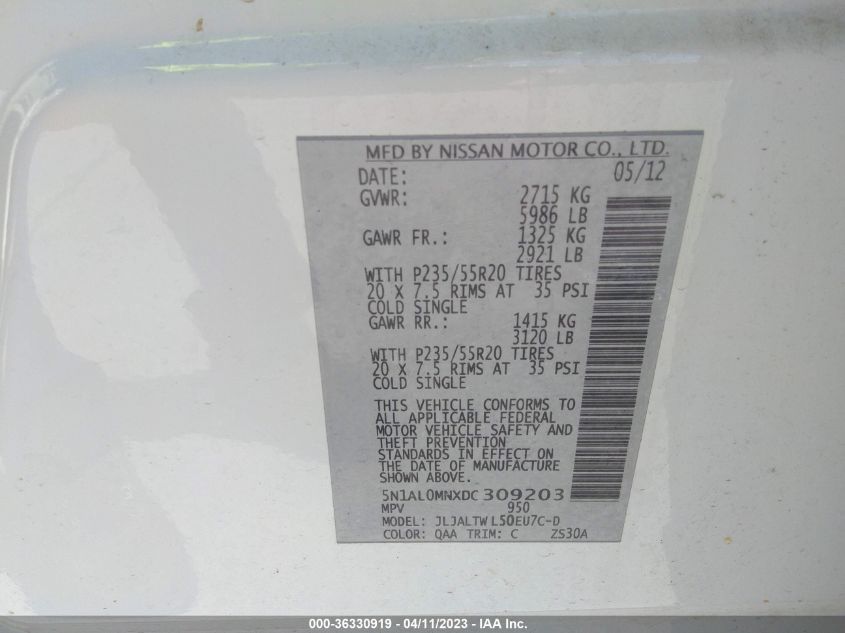 MFD BY NISSAN MOTOR CO., LTD.
DATE: 05/12
GVWR: 2715 KG
5986 LB
GAWR FR.: 1325 KG
2921 LB
WITH P235/55R20 TIRES
20 X 7.5 RIMS AT 35 PSI
COLD SINGLE
GAWR RR.: 1415 KG
3120 LB
WITH P235/55R20 TIRES
20 X 7.5 RIMS AT 35 PSI
COLD SINGLE
THIS VEHICLE CONFORMS TO
ALL APPLICABLE FEDERAL
MOTOR VEHICLE SAFETY AND
THEFT PREVENTION
STANDARDS IN EFFECT ON
THE DATE OF MANUFACTURE
SHOWN ABOVE.
5N1AL0MNXDC309203
MPV 950
MODEL: JLJALTWL50EU7C-D
COLOR: QAA TRIM: C ZS30A
000-36330919 - 04/11/2023 - IAA Inc.